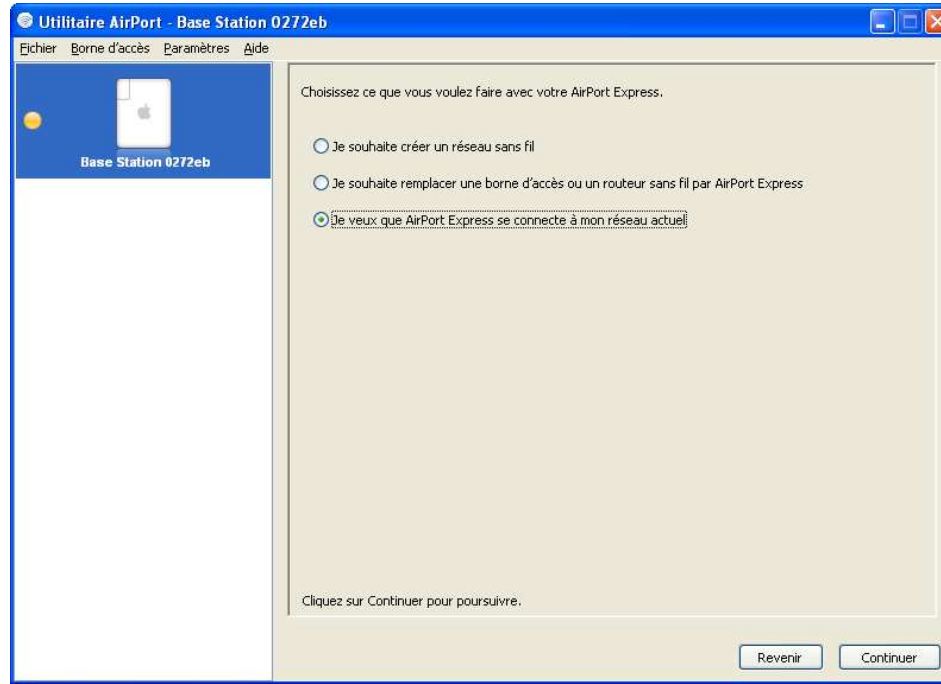 Utilitaire AirPort - Base Station 0272eb
Fichier Borne d'accès Paramètres Aide
Base Station 0272eb
Choisissez ce que vous voulez faire avec votre AirPort Express.
Je souhaite créer un réseau sans fil
Je souhaite remplacer une borne d'accès ou un routeur sans fil par AirPort Express
Je veux que AirPort Express se connecte à mon réseau actuel
Cliquez sur Continuer pour poursuivre.
Revenir Continuer